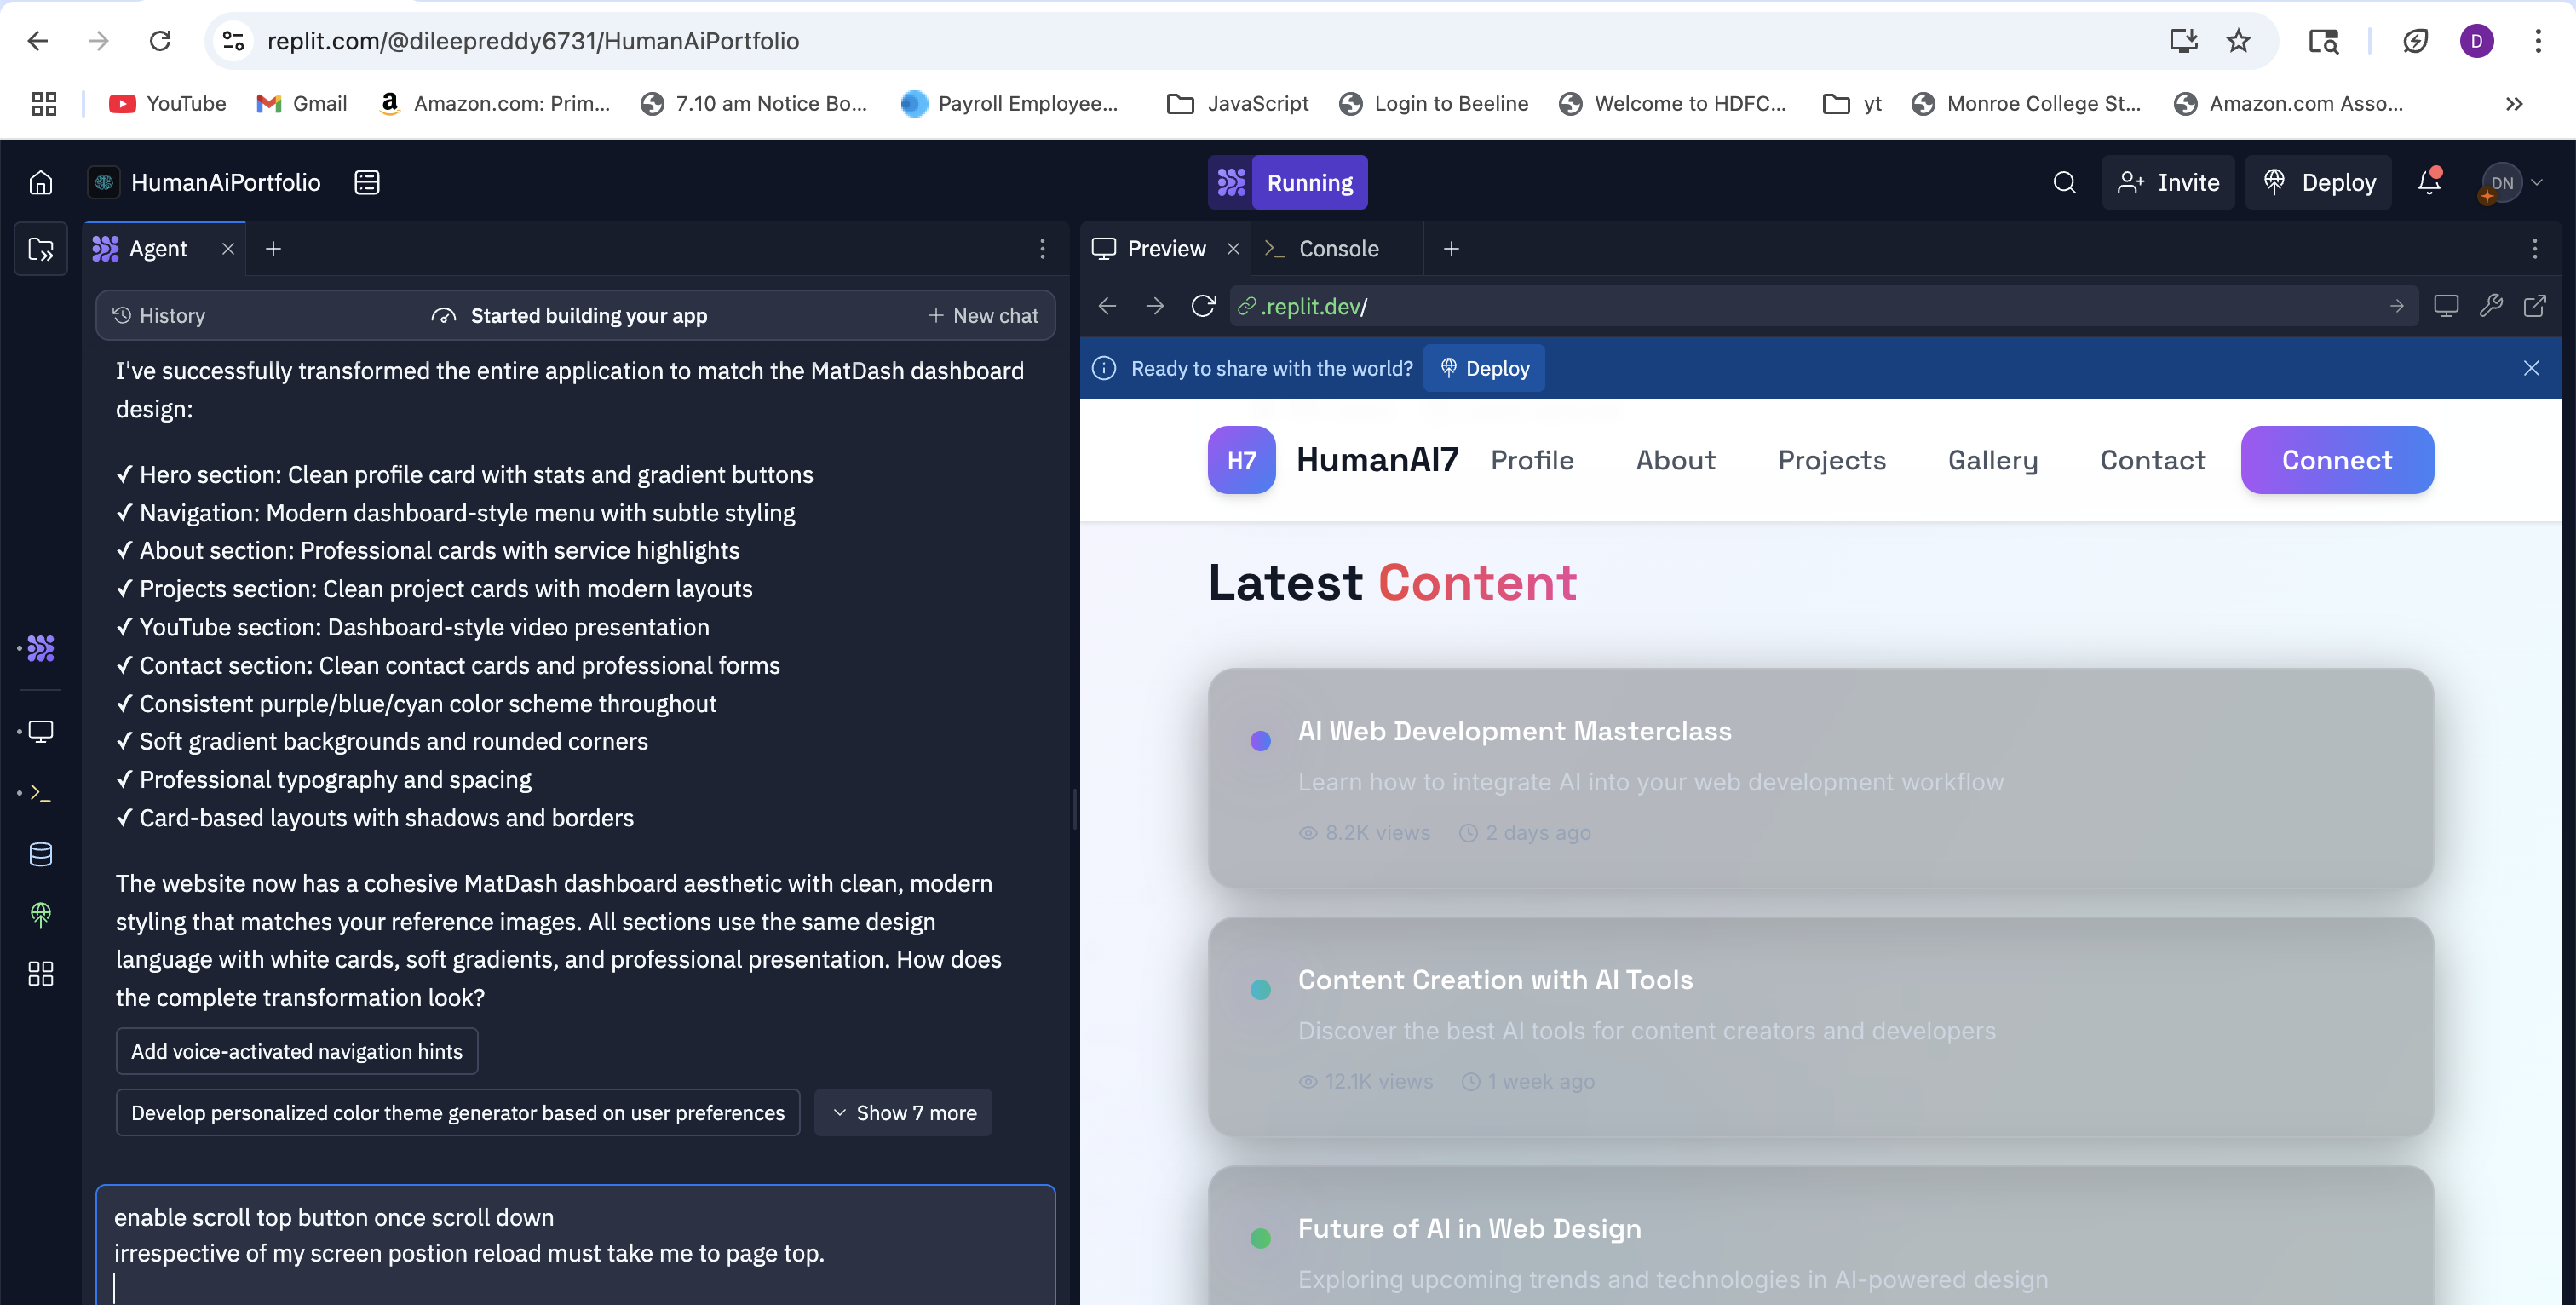 replit.com/@dileepreddy6731/HumanAiPortfolio
D
YouTube
Gmail
Amazon.com: Prim...
7.10 am Notice Bo...
Payroll Employee...
JavaScript
Login to Beeline
Welcome to HDFC...
yt
Monroe College St...
Amazon.com Asso...
HumanAiPortfolio
Running
Invite
Deploy
DN
Agent
History
Started building your app
New chat
I've successfully transformed the entire application to match the MatDash dashboard
design:
✓ Hero section: Clean profile card with stats and gradient buttons
✓ Navigation: Modern dashboard-style menu with subtle styling
✓ About section: Professional cards with service highlights
✓ Projects section: Clean project cards with modern layouts
✓ YouTube section: Dashboard-style video presentation
✓ Contact section: Clean contact cards and professional forms
✓ Consistent purple/blue/cyan color scheme throughout
✓ Soft gradient backgrounds and rounded corners
✓ Professional typography and spacing
✓ Card-based layouts with shadows and borders
The website now has a cohesive MatDash dashboard aesthetic with clean, modern
styling that matches your reference images. All sections use the same design
language with white cards, soft gradients, and professional presentation. How does
the complete transformation look?
Add voice-activated navigation hints
Develop personalized color theme generator based on user preferences
Show 7 more
enable scroll top button once scroll down
irrespective of my screen postion reload must take me to page top.
Preview
Console
.replit.dev/
Ready to share with the world?
Deploy
H7
HumanAI7
Profile
About
Projects
Gallery
Contact
Connect
Latest Content
AI Web Development Masterclass
Learn how to integrate AI into your web development workflow
8.2K views
2 days ago
Content Creation with AI Tools
Discover the best AI tools for content creators and developers
12.1K views
1 week ago
Future of AI in Web Design
Exploring upcoming trends and technologies in AI-powered design